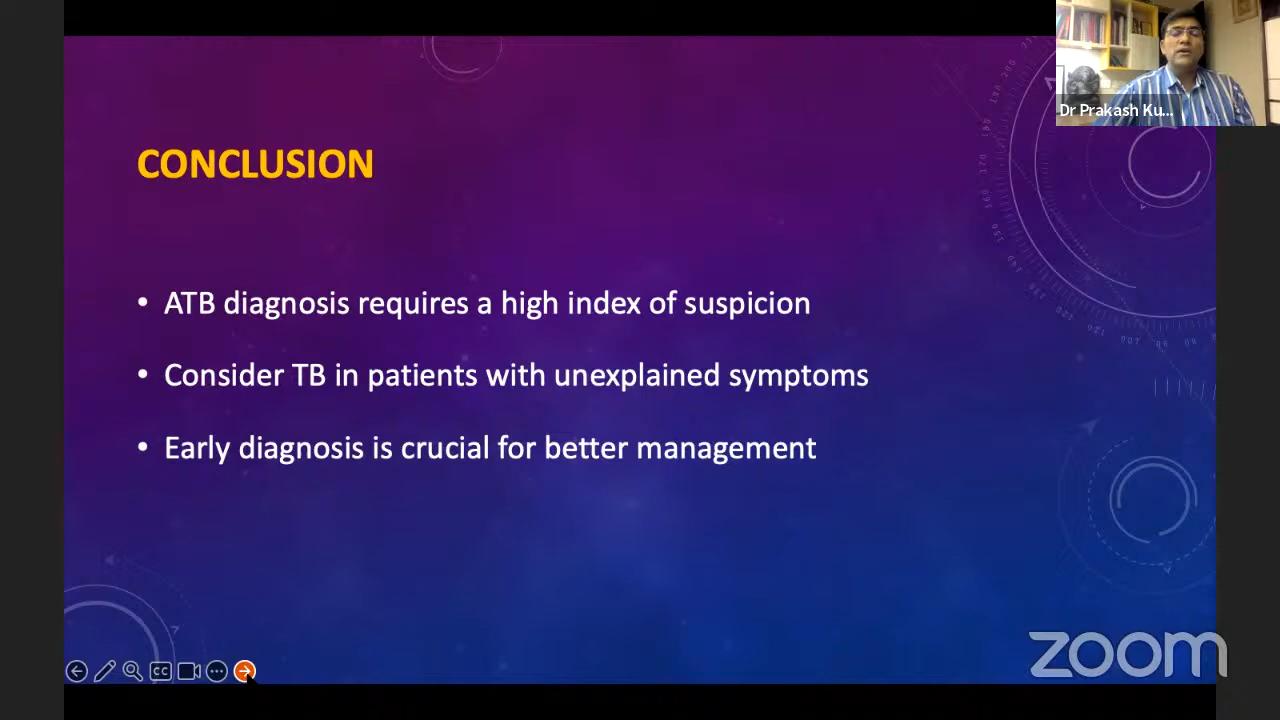 Dr Prakash Ku...
CONCLUSION
• ATB diagnosis requires a high index of suspicion
• Consider TB in patients with unexplained symptoms
• Early diagnosis is crucial for better management
CC
zoom